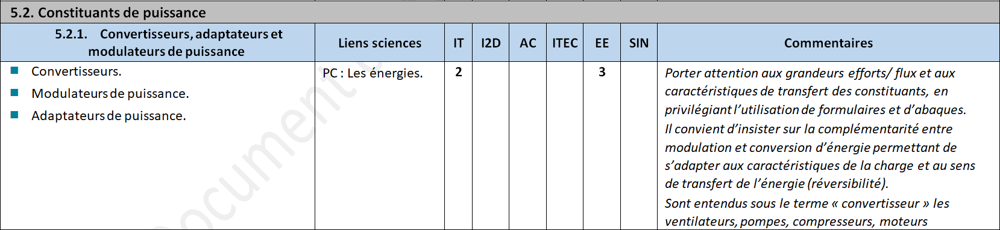 5.2. Constituants de puissance
5.2.1. Convertisseurs, adaptateurs et
modulateurs de puissance
Liens sciences
IT
I2D
AC
ITEC
EE
SIN
Commentaires
Convertisseurs.
Modulateurs de puissance.
Adaptateurs de puissance.
PC : Les énergies.
2
3
Porter attention aux grandeurs efforts/ flux et aux
caractéristiques de transfert des constituants, en
privilégiant l’utilisation de formulaires et d’abaques.
Il convient d’insister sur la complémentarité entre
modulation et conversion d’énergie permettant de
s’adapter aux caractéristiques de la charge et au sens
de transfert de l’énergie (réversibilité).
Sont entendus sous le terme « convertisseur » les
ventilateurs, pompes, compresseurs, moteurs
Document